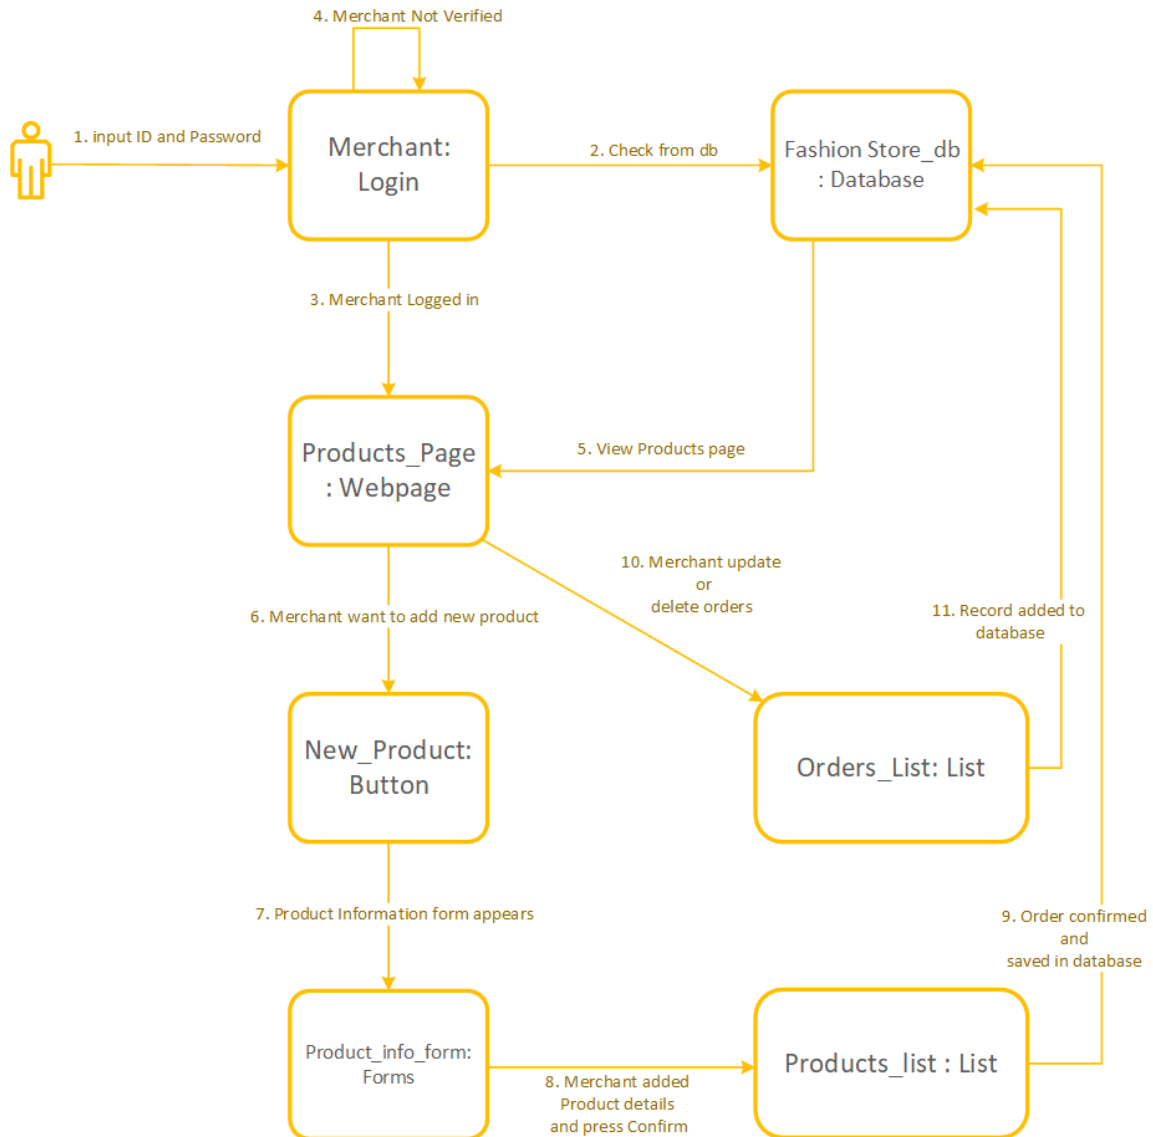 4. Merchant Not Verified
1. input ID and Password
Merchant:
Login
2. Check from db
Fashion Store_db
: Database
3. Merchant Logged in
Products_Page
: Webpage
5. View Products page
10. Merchant update
or
delete orders
6. Merchant want to add new product
11. Record added to
database
New_Product:
Button
Orders_List: List
7. Product Information form appears
9. Order confirmed
and
saved in database
Product_info_form:
Forms
8. Merchant added
Product details
and press Confirm
Products_list : List